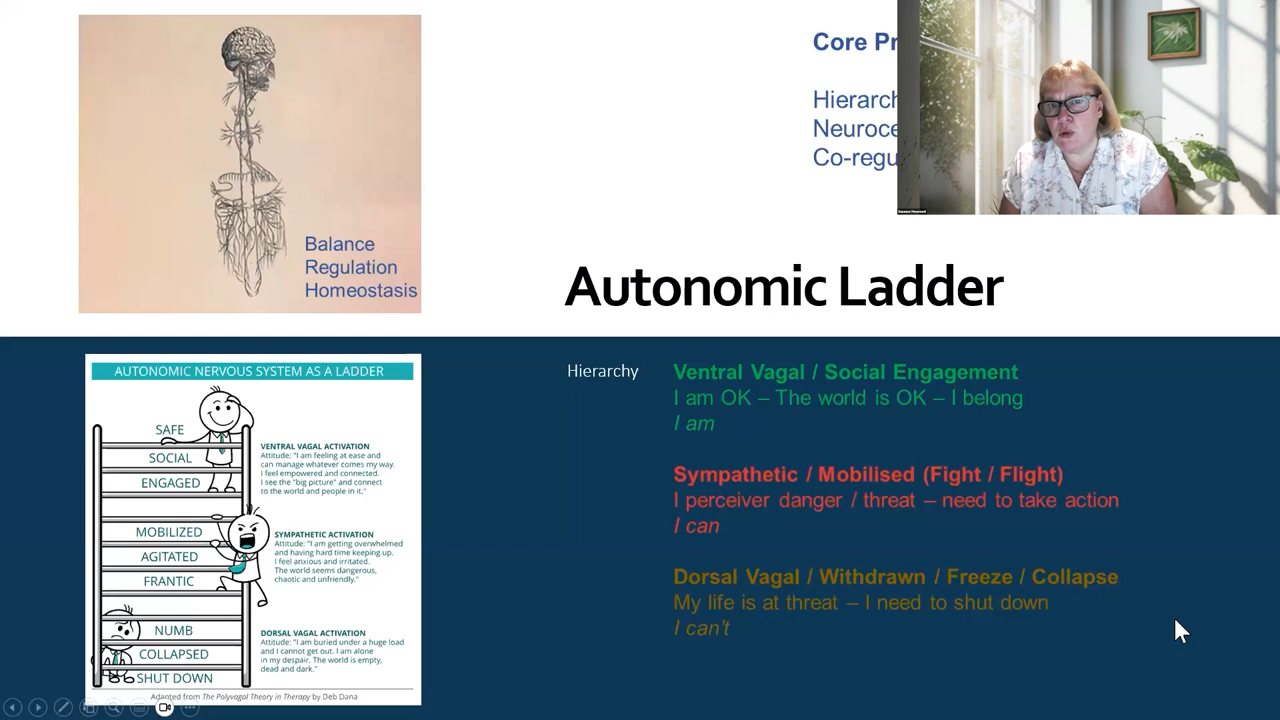 Core Pr
Hierarch
Neuroce
Co-regu
Balance
Regulation
Homeostasis
Autonomic Ladder
AUTONOMIC NERVOUS SYSTEM AS A LADDER
SAFE
SOCIAL
ENGAGED
VENTRAL VAGAL ACTIVATION
Attitude: "I am feeling at ease and
can manage whatever comes my way.
I feel empowered and connected.
I see the "big picture" and connect
to the world and people in it."
MOBILIZED
AGITATED
FRANTIC
SYMPATHETIC ACTIVATION
Attitude: "I am getting overwhelmed
and having hard time keeping up.
I feel anxious and irritated.
The world seems dangerous,
chaotic and unfriendly."
NUMB
COLLAPSED
SHUT DOWN
DORSAL VAGAL ACTIVATION
Attitude: "I am buried under a huge load
and I cannot get out. I am alone
in my despair. The world is empty,
dead and dark."
Adapted from The Polyvagal Theory in Therapy by Deb Dana
Hierarchy
Ventral Vagal / Social Engagement
I am OK – The world is OK – I belong
I am
Sympathetic / Mobilised (Fight / Flight)
I perceiver danger / threat – need to take action
I can
Dorsal Vagal / Withdrawn / Freeze / Collapse
My life is at threat – I need to shut down
I can't